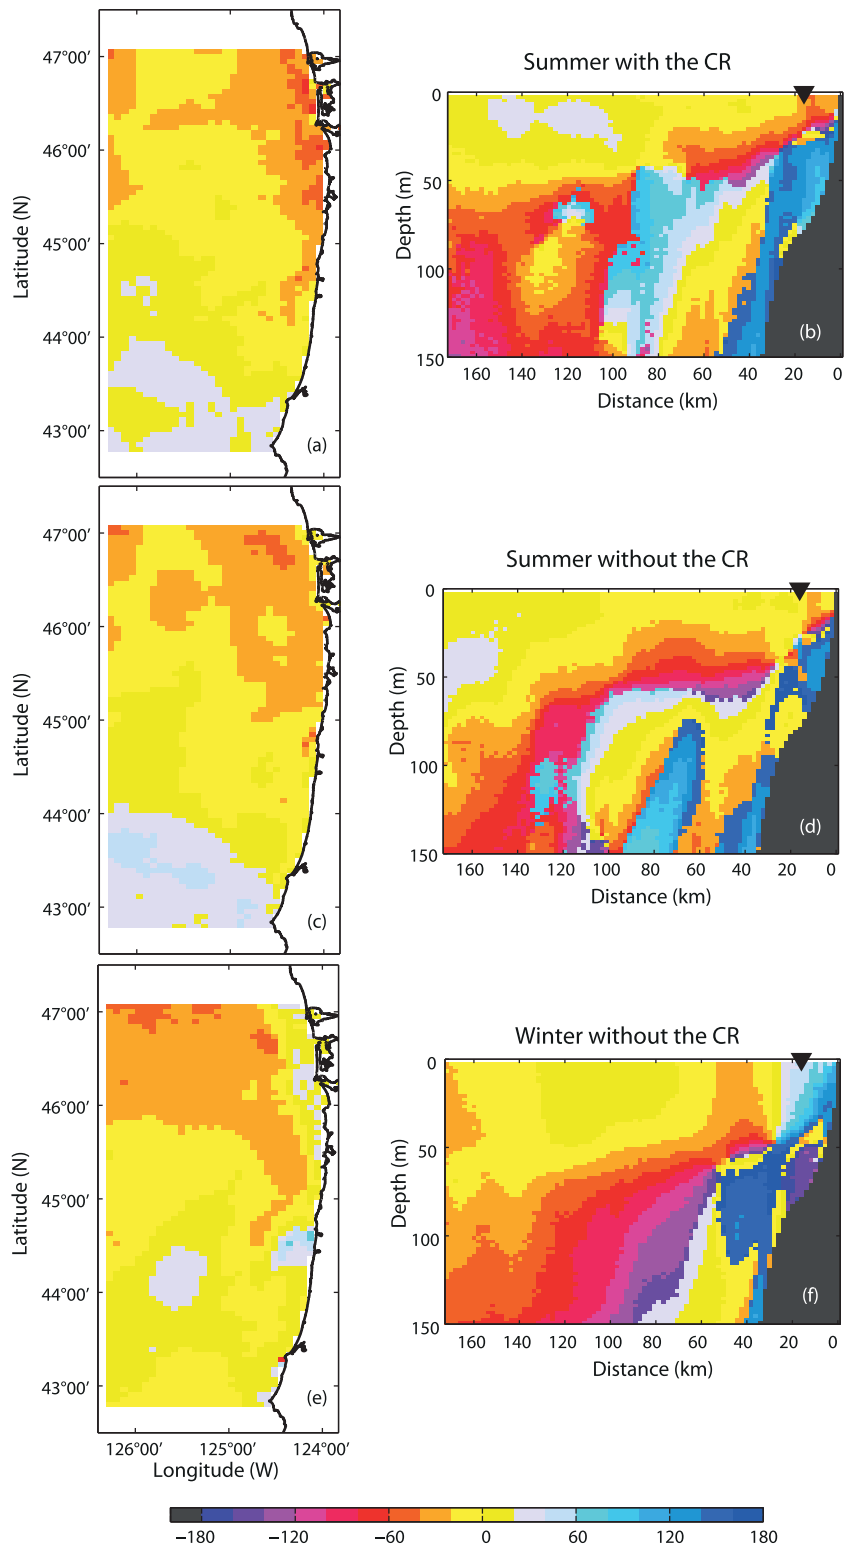 47°00′
46°00′
45°00′
44°00′
43°00′
Latitude (N)
(a)
Summer with the CR
0
50
100
150
Depth (m)
160 140 120 100 80 60 40 20 0
Distance (km)
(b)
47°00′
46°00′
45°00′
44°00′
43°00′
Latitude (N)
(c)
Summer without the CR
0
50
100
150
Depth (m)
160 140 120 100 80 60 40 20 0
Distance (km)
(d)
47°00′
46°00′
45°00′
44°00′
43°00′
Latitude (N)
(e)
126°00′ 125°00′ 124°00′
Longitude (W)
Winter without the CR
0
50
100
150
Depth (m)
160 140 120 100 80 60 40 20 0
Distance (km)
(f)
−180 −120 −60 0 60 120 180